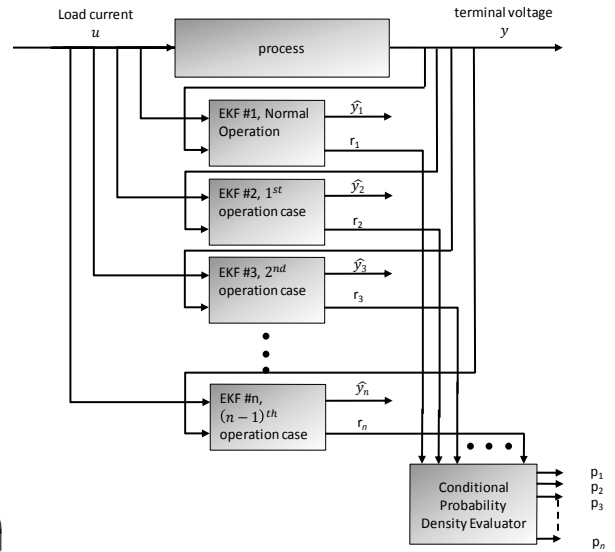 Load current
u
terminal voltage
y
process
EKF #1, Normal
Operation
ŷ₁
r₁
EKF #2, 1ˢᵗ
operation case
ŷ₂
r₂
EKF #3, 2ⁿᵈ
operation case
ŷ₃
r₃
EKF #n,
(n − 1)ᵗʰ
operation case
ŷₙ
rₙ
Conditional
Probability
Density Evaluator
p₁
p₂
p₃
pₙ